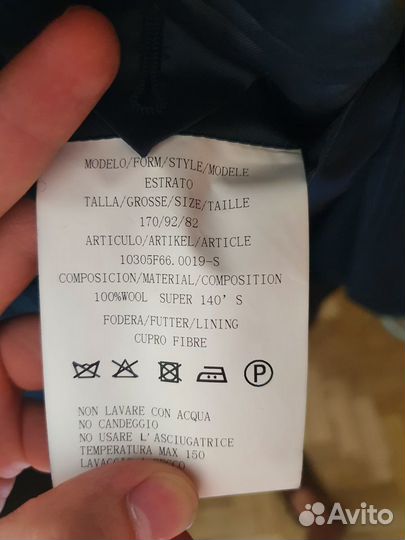 MODELO/FORM/STYLE/MODELE
ESTRATO
TALLA/GROSSE/SIZE/TAILLE
170/92/82
ARTICULO/ARTIKEL/ARTICLE
10305F66.0019-S
COMPOSICION/MATERIAL/COMPOSITION
100%WOOL SUPER 140'S
FODERA/FUTTER/LINING
CUPRO FIBRE
P
NON LAVARE CON ACQUA
NO CANDEGGIO
NO USARE L'ASCIUGATRICE
TEMPERATURA MAX 150
Avito